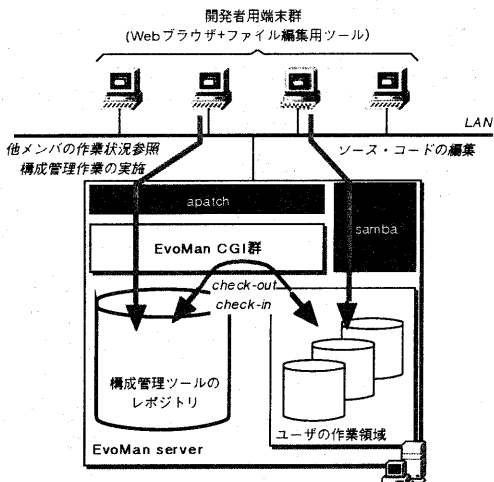 開発者用端末群
(Webブラウザ+ファイル編集用ツール)
LAN
他メンバの作業状況参照
構成管理作業の実施
ソース・コードの編集
apatch
samba
EvoMan CGI群
check-out
check-in
構成管理ツールの
レポジトリ
ユーザの作業領域
EvoMan server